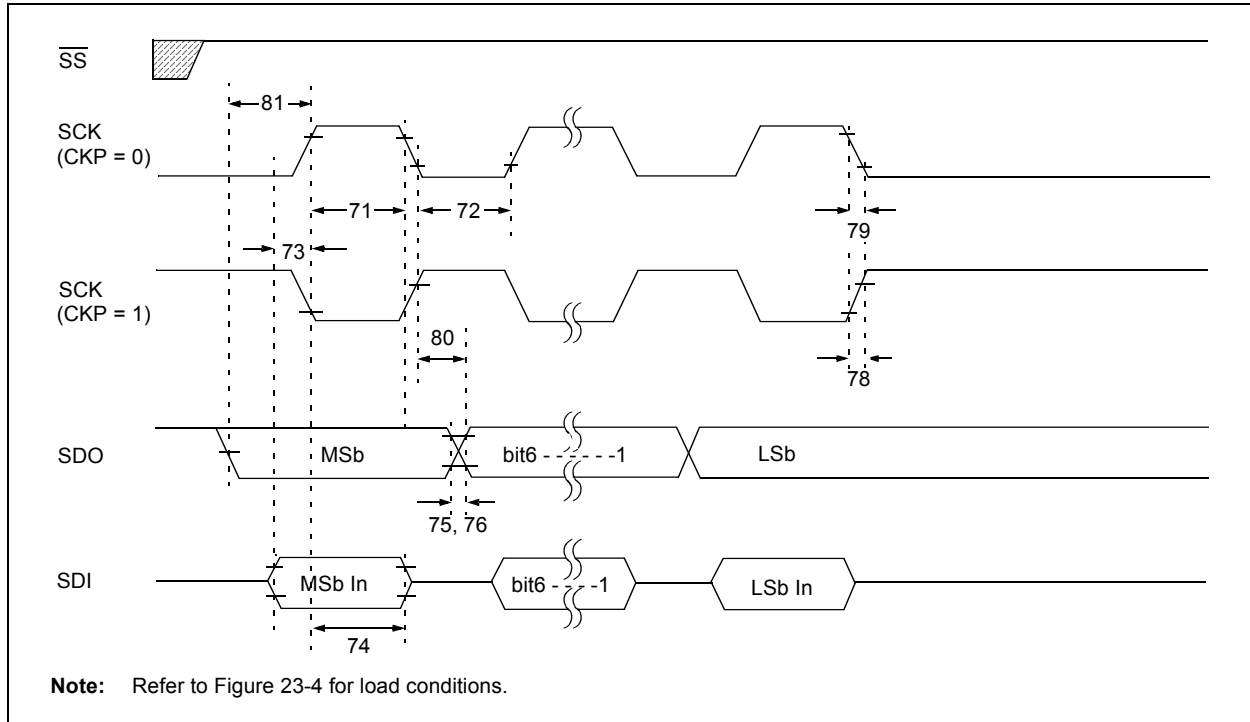 SS
81
SCK
(CKP = 0)
71
72
79
73
SCK
(CKP = 1)
80
78
SDO
MSb
bit6 - - - - - -1
LSb
75, 76
SDI
MSb In
bit6 - - - - -1
LSb In
74
Note: Refer to Figure 23-4 for load conditions.